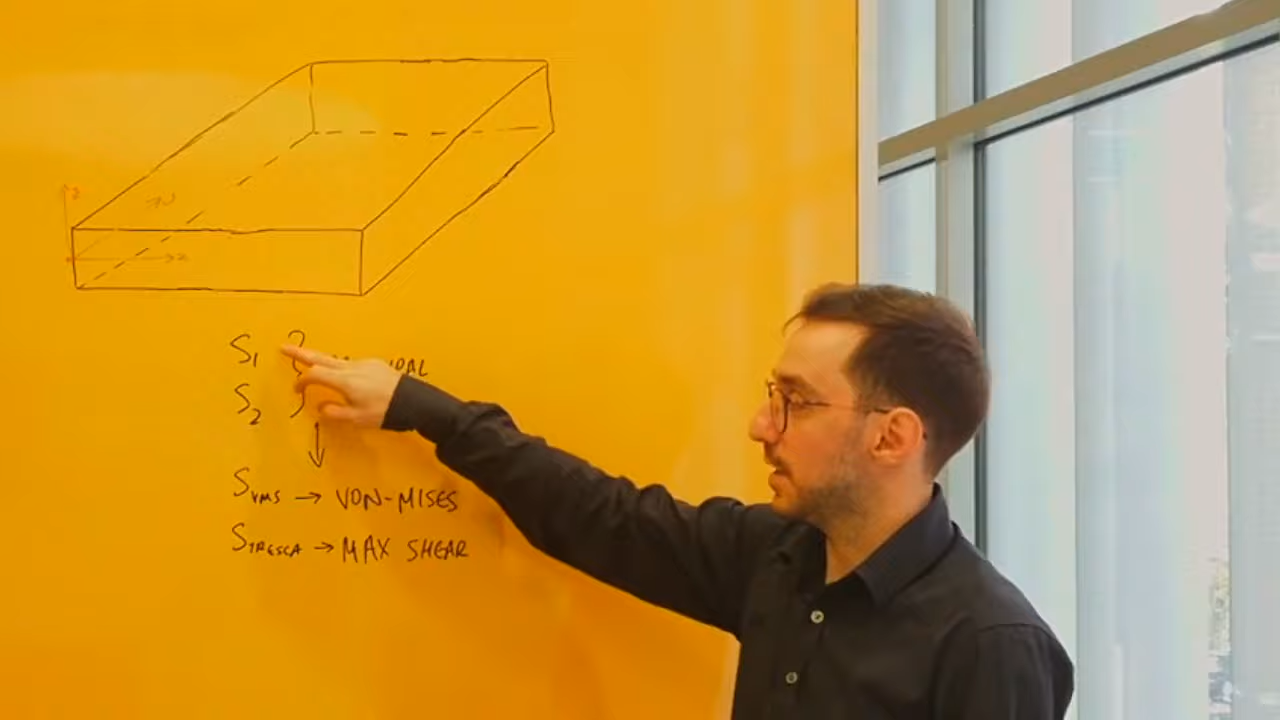 S1
S2
SVMS → VON-MISES
STRESCA → MAX SHEAR